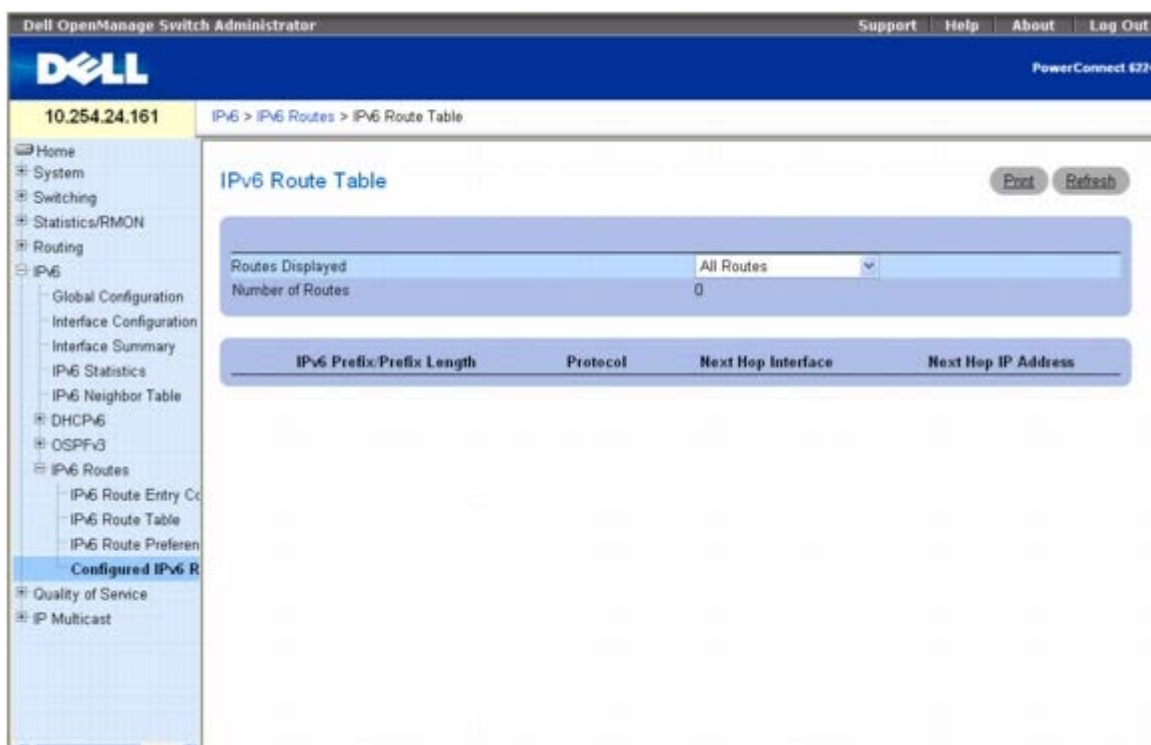 Dell OpenManage Switch Administrator Support Help About Log Out
DELL
PowerConnect 622
10.254.24.161
IPv6 > IPv6 Routes > IPv6 Route Table
Home
System
Switching
Statistics/RMON
Routing
IPv6
Global Configuration
Interface Configuration
Interface Summary
IPv6 Statistics
IPv6 Neighbor Table
DHCPv6
OSPFv3
IPv6 Routes
IPv6 Route Entry Co
IPv6 Route Table
IPv6 Route Preferen
Configured IPv6 R
Quality of Service
IP Multicast
IPv6 Route Table
Print Refresh
Routes Displayed All Routes
Number of Routes 0
IPv6 Prefix/Prefix Length Protocol Next Hop Interface Next Hop IP Address